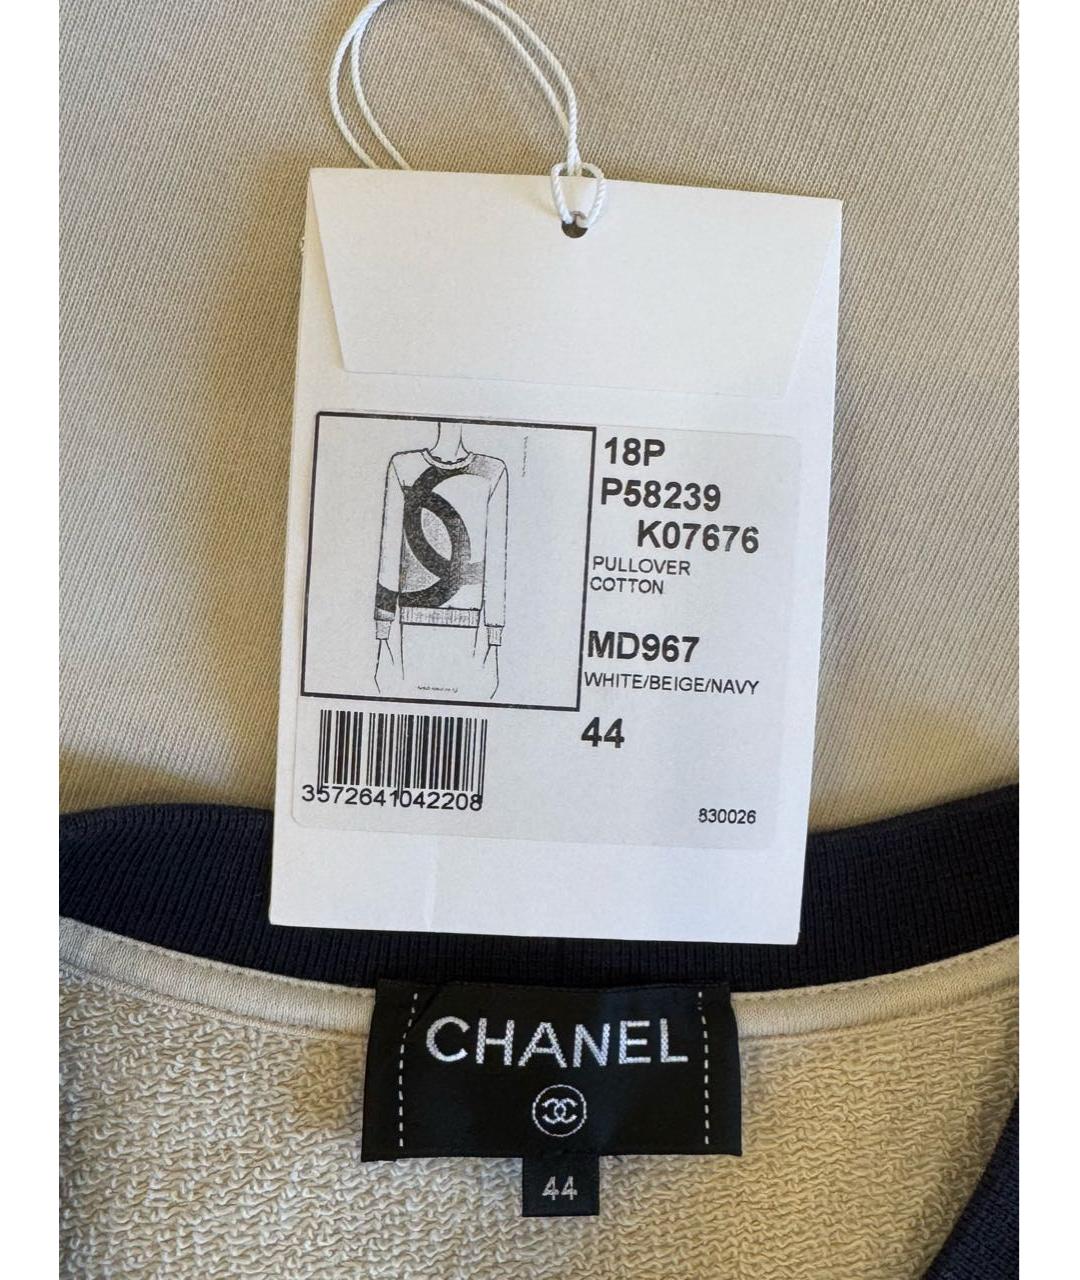 18P
P58239
K07676
PULLOVER
COTTON
MD967
WHITE/BEIGE/NAVY
44
3572641042208
830026
CHANEL
44